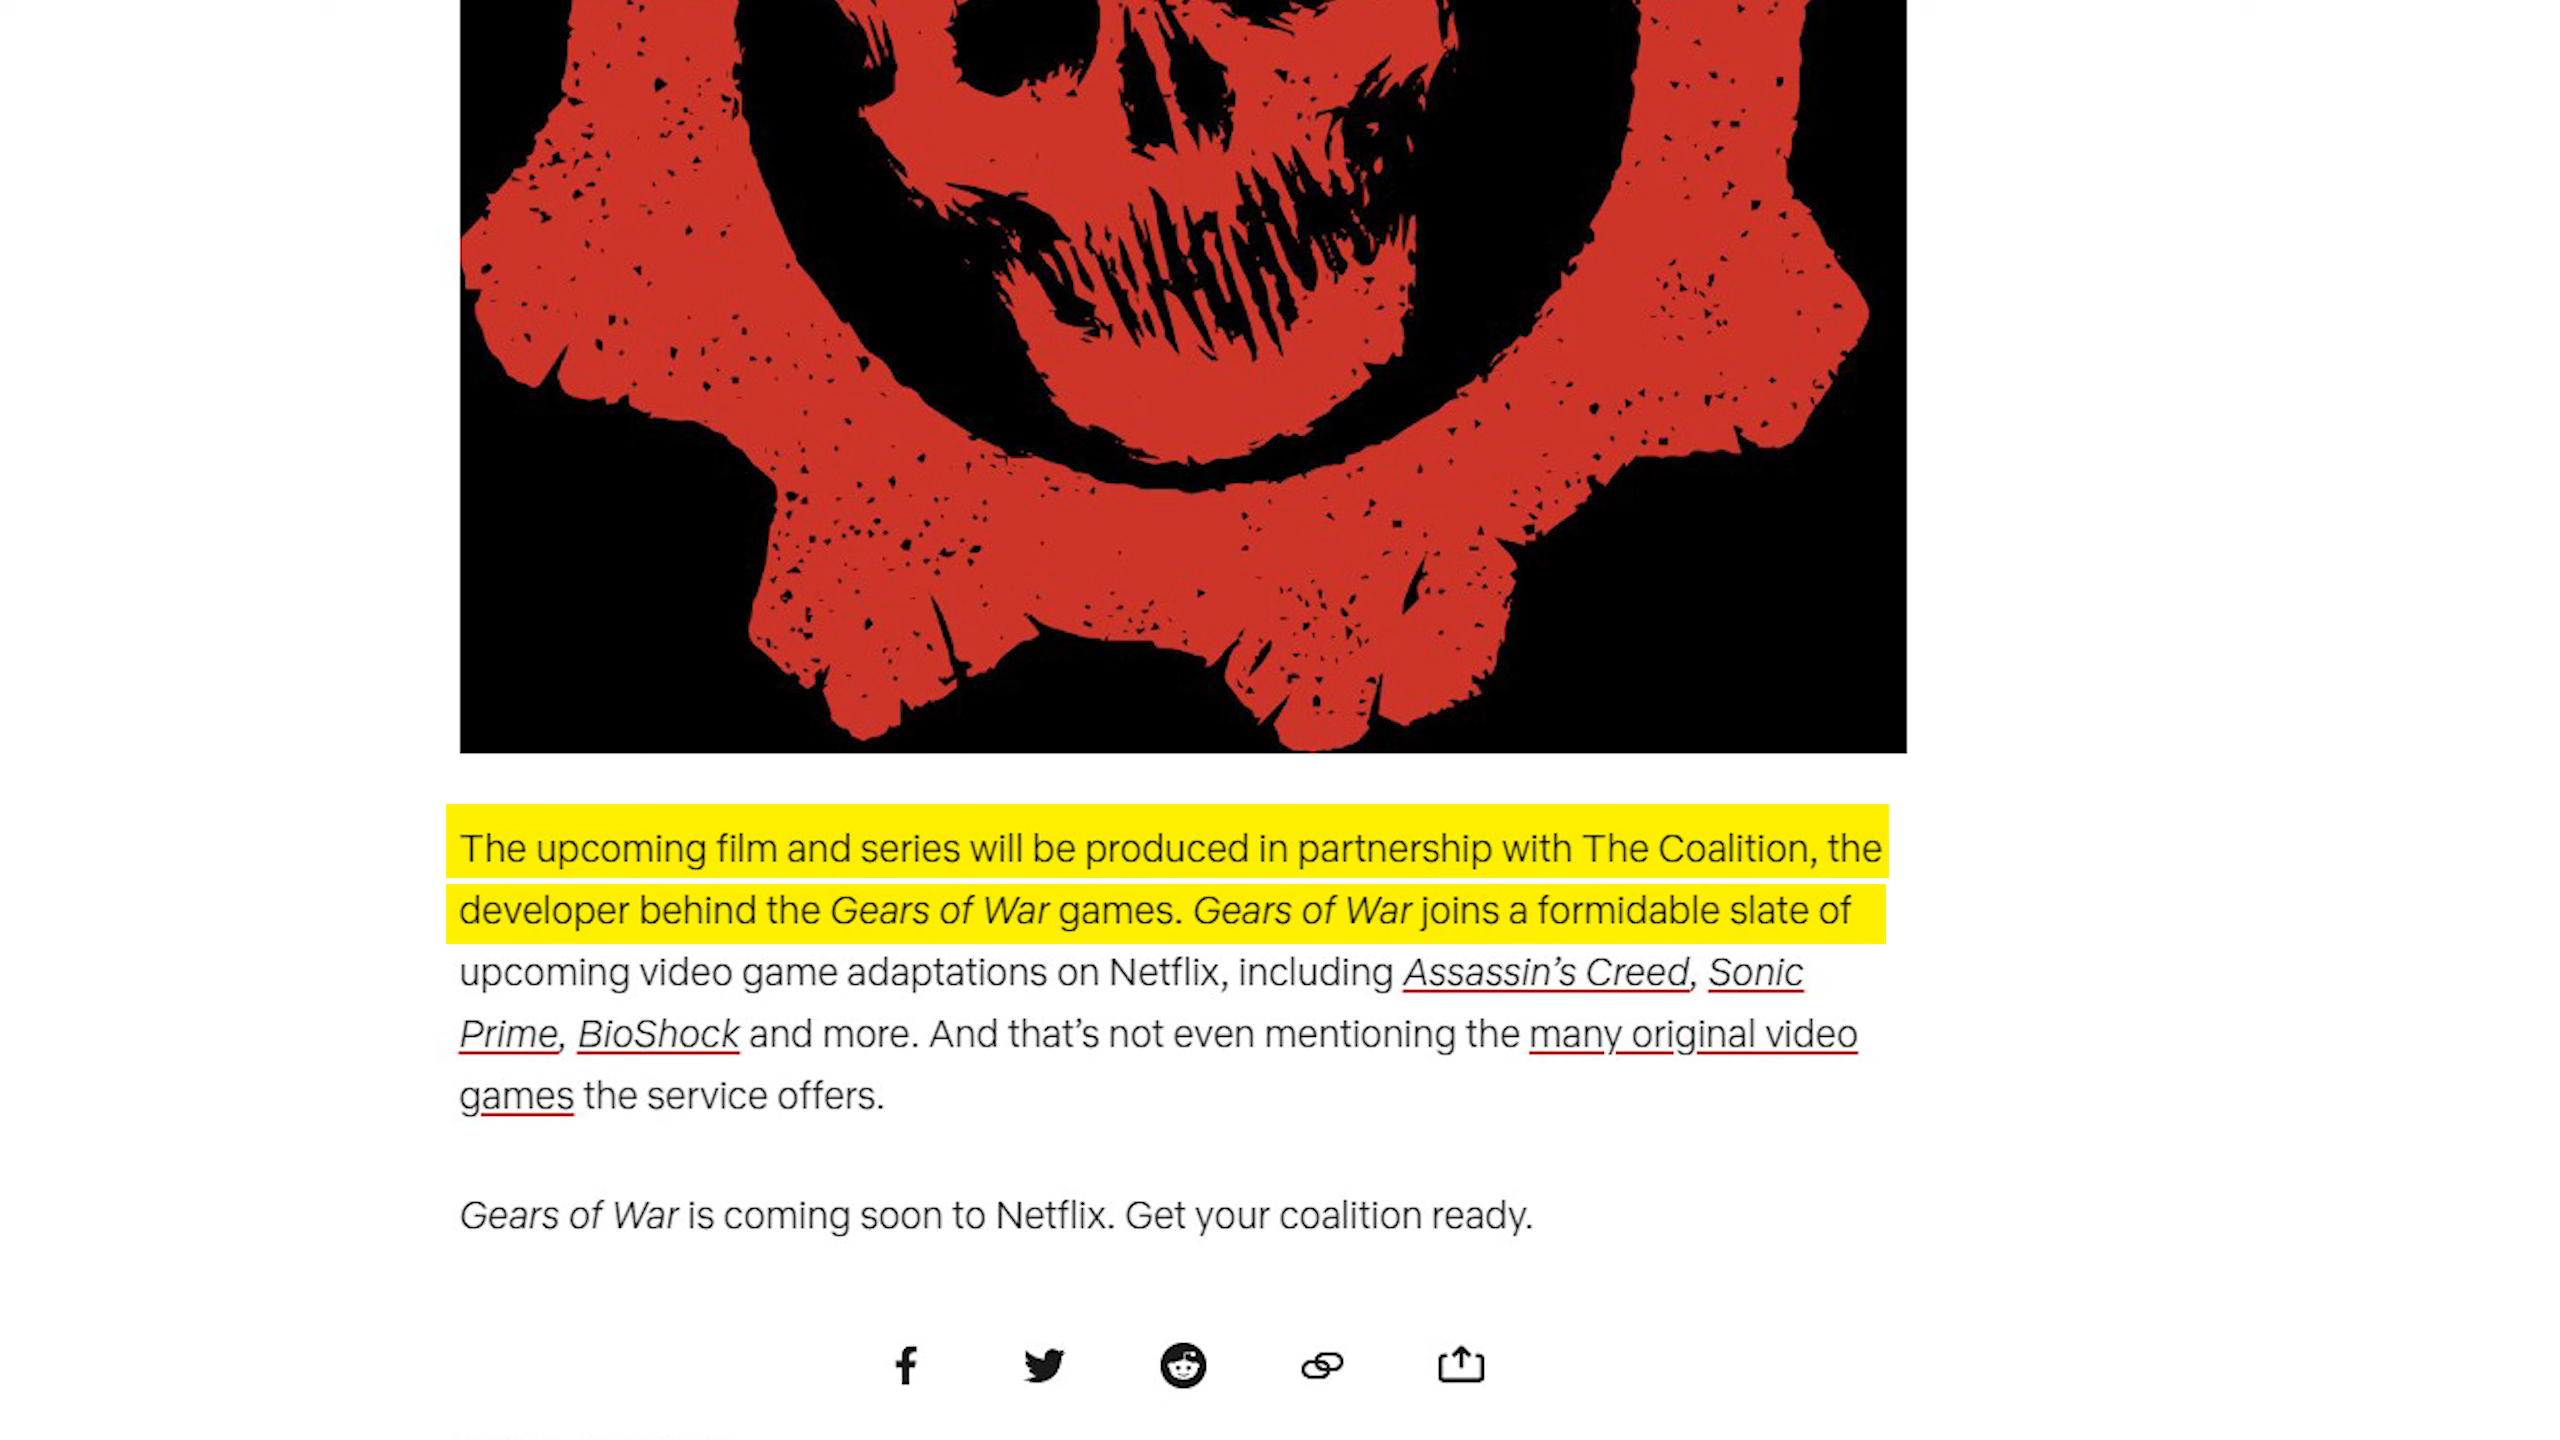 The upcoming film and series will be produced in partnership with The Coalition, the
developer behind the Gears of War games. Gears of War joins a formidable slate of
upcoming video game adaptations on Netflix, including Assassin’s Creed, Sonic
Prime, BioShock and more. And that’s not even mentioning the many original video
games the service offers.
Gears of War is coming soon to Netflix. Get your coalition ready.